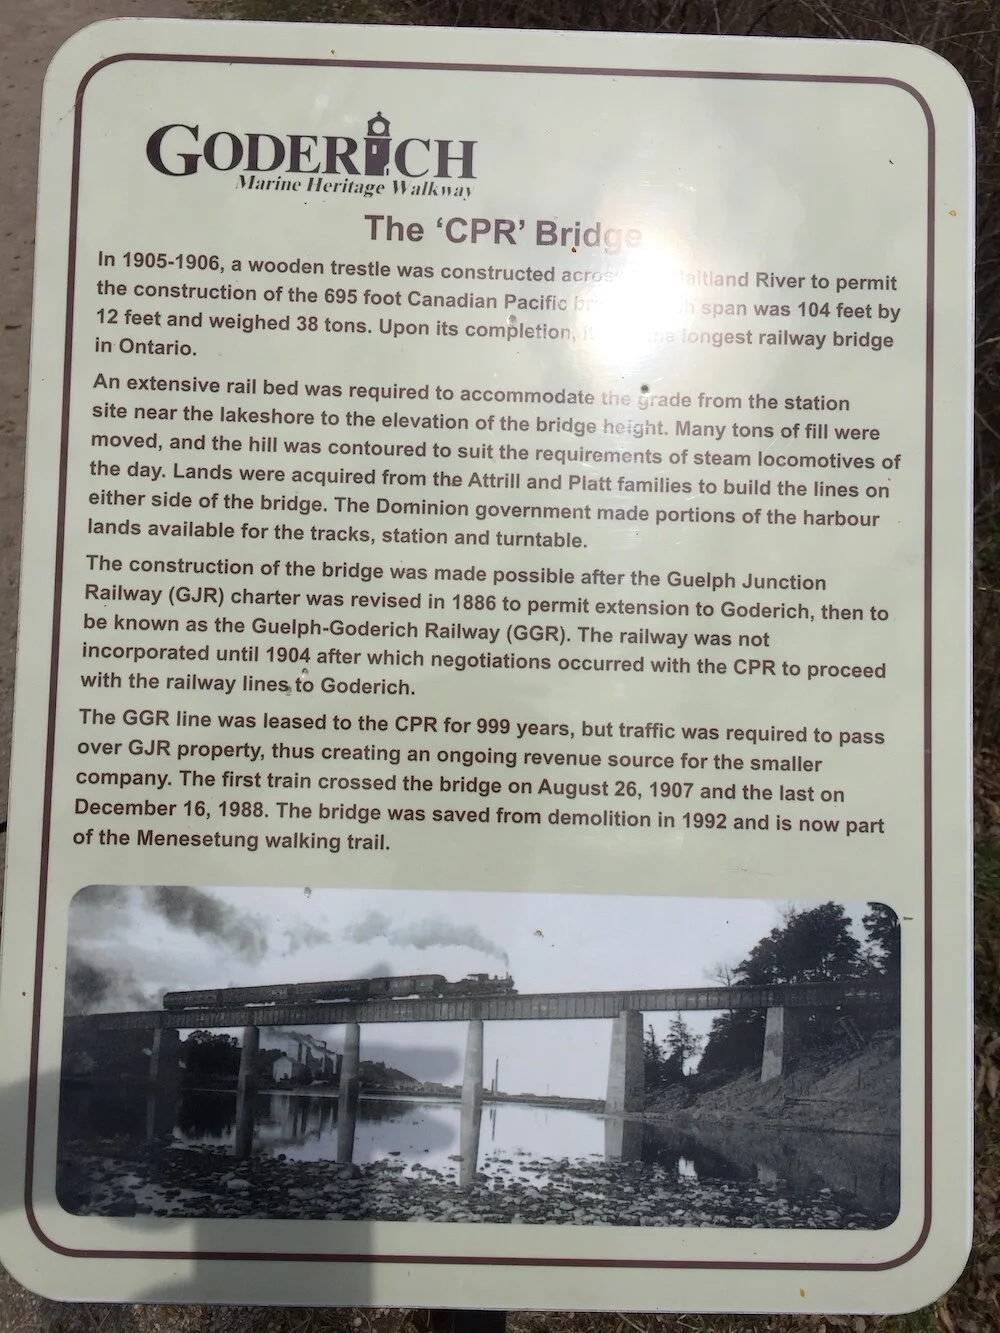 GODERICH
Marine Heritage Walkway
The ‘CPR’ Bridge
In 1905-1906, a wooden trestle was constructed across Maitland River to permit
the construction of the 695 foot Canadian Pacific span was 104 feet by
12 feet and weighed 38 tons. Upon its completion, longest railway bridge
in Ontario.
An extensive rail bed was required to accommodate the grade from the station
site near the lakeshore to the elevation of the bridge height. Many tons of fill were
moved, and the hill was contoured to suit the requirements of steam locomotives of
the day. Lands were acquired from the Attrill and Platt families to build the lines on
either side of the bridge. The Dominion government made portions of the harbour
lands available for the tracks, station and turntable.
The construction of the bridge was made possible after the Guelph Junction
Railway (GJR) charter was revised in 1886 to permit extension to Goderich, then to
be known as the Guelph-Goderich Railway (GGR). The railway was not
incorporated until 1904 after which negotiations occurred with the CPR to proceed
with the railway lines to Goderich.
The GGR line was leased to the CPR for 999 years, but traffic was required to pass
over GJR property, thus creating an ongoing revenue source for the smaller
company. The first train crossed the bridge on August 26, 1907 and the last on
December 16, 1988. The bridge was saved from demolition in 1992 and is now part
of the Menesetung walking trail.